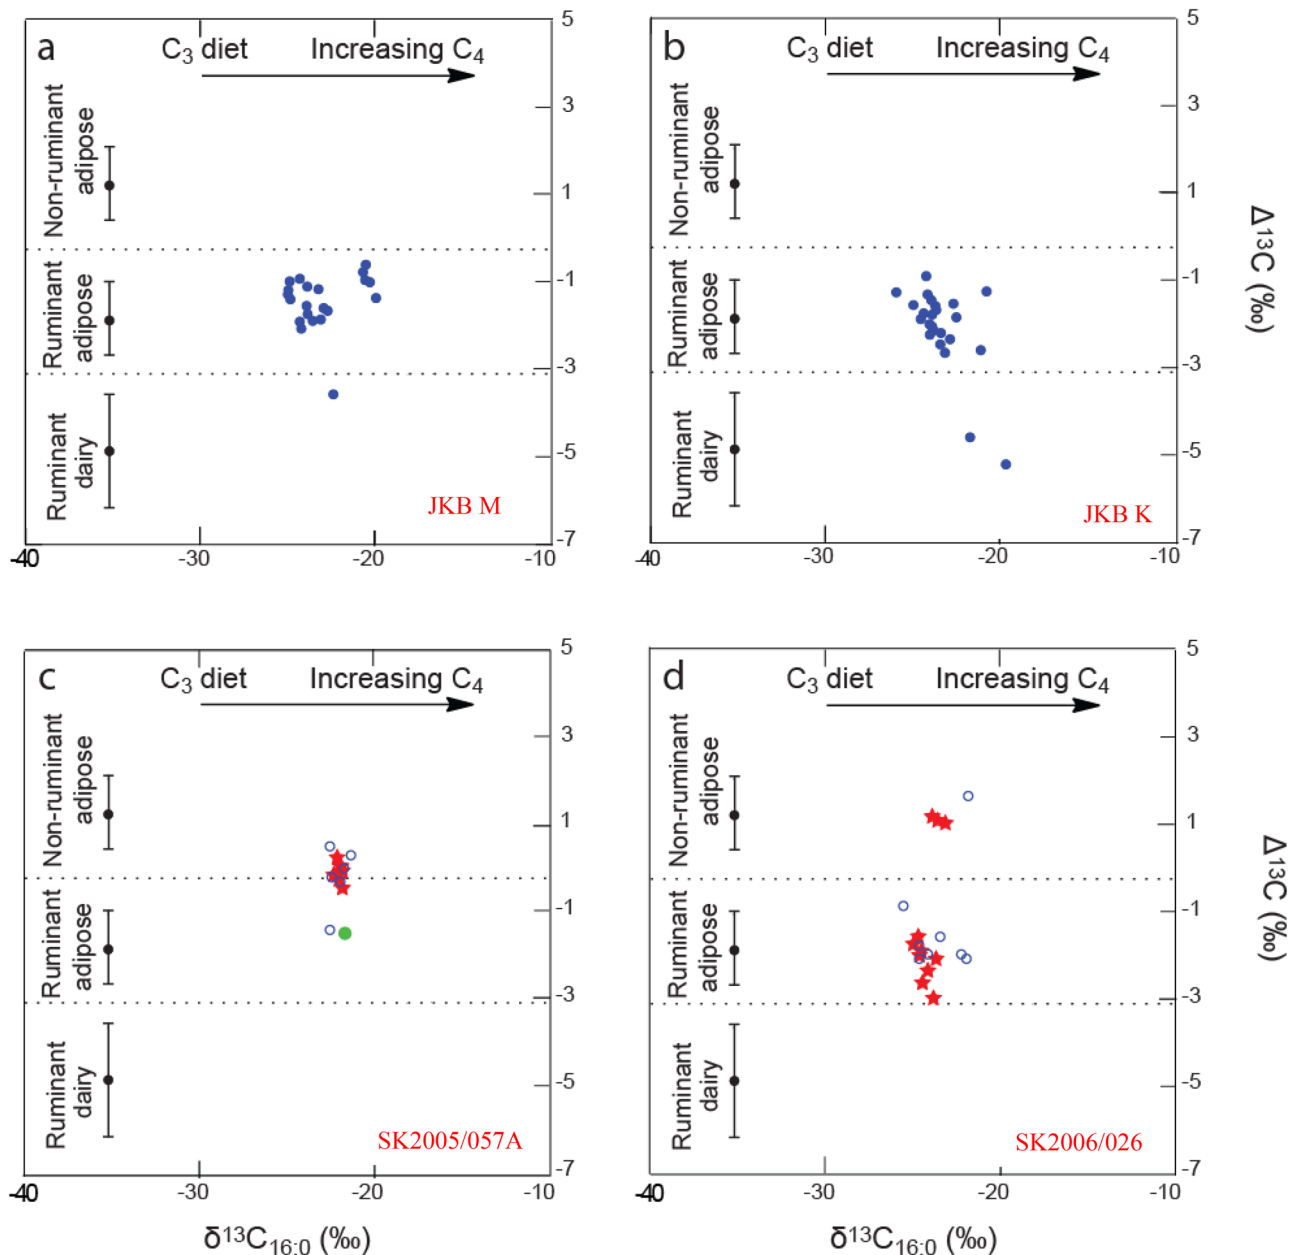 a
C₃ diet
Increasing C₄
Non-ruminant
adipose
Ruminant
adipose
Ruminant
dairy
5
3
1
-1
-3
-5
-7
-40
-30
-20
-10
JKB M
b
C₃ diet
Increasing C₄
Non-ruminant
adipose
Ruminant
adipose
Ruminant
dairy
5
3
1
-1
-3
-5
-7
-40
-30
-20
-10
JKB K
Δ¹³C (‰)
c
C₃ diet
Increasing C₄
Non-ruminant
adipose
Ruminant
adipose
Ruminant
dairy
5
3
1
-1
-3
-5
-7
-40
-30
-20
-10
SK2005/057A
δ¹³C₁₆:₀ (‰)
d
C₃ diet
Increasing C₄
Non-ruminant
adipose
Ruminant
adipose
Ruminant
dairy
5
3
1
-1
-3
-5
-7
-40
-30
-20
-10
SK2006/026
δ¹³C₁₆:₀ (‰)
Δ¹³C (‰)